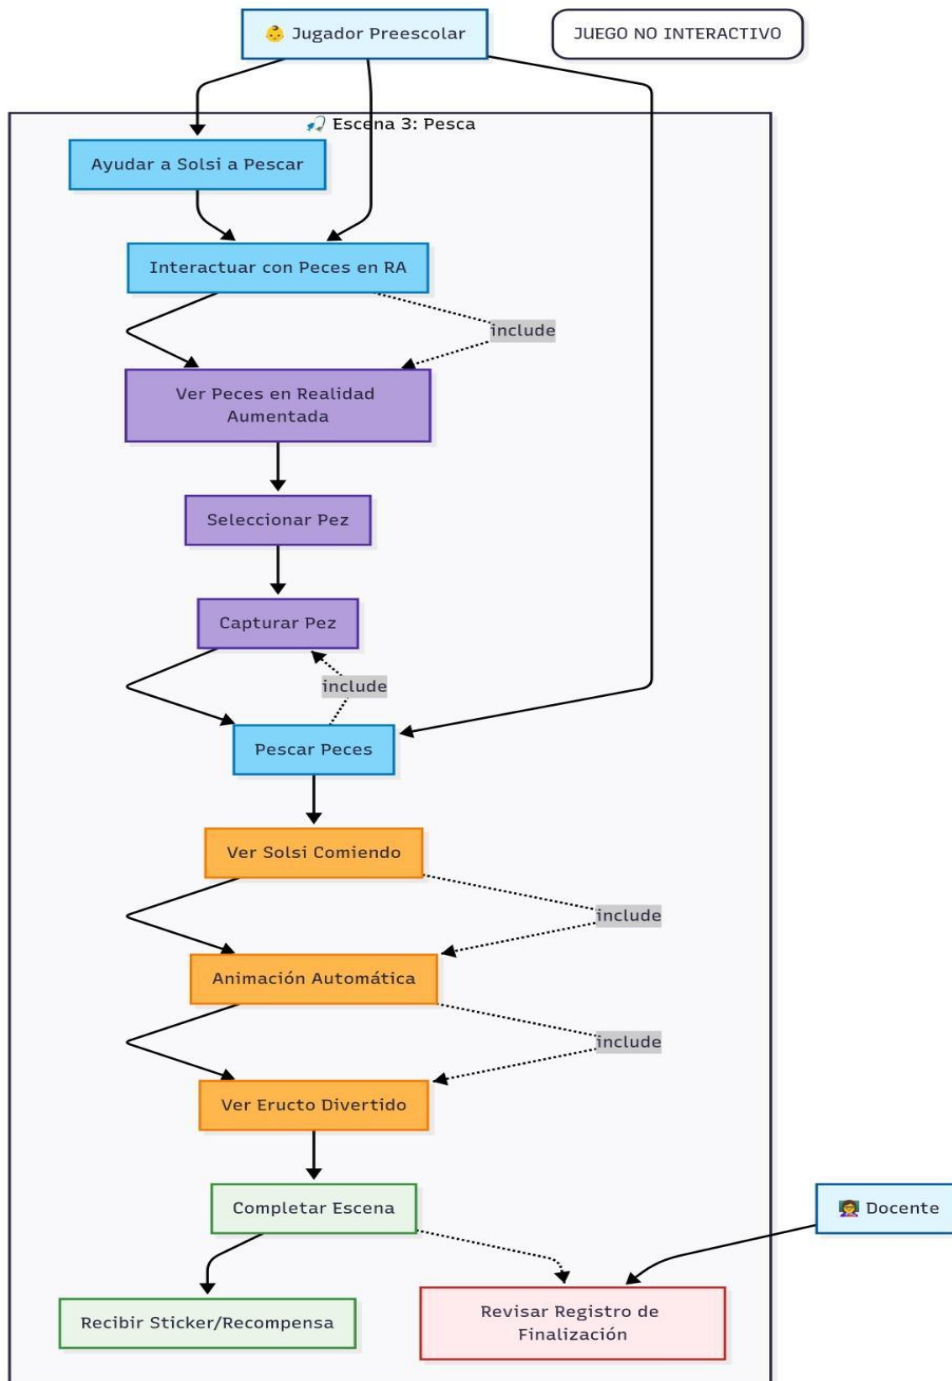 👶 Jugador Preescolar
JUEGO NO INTERACTIVO
🎣 Escena 3: Pesca
Ayudar a Solsi a Pescar
Interactuar con Peces en RA
include
Ver Peces en Realidad
Aumentada
Seleccionar Pez
Capturar Pez
include
Pescar Peces
Ver Solsi Comiendo
include
Animación Automática
include
Ver Eructo Divertido
Completar Escena
👩‍🏫 Docente
Recibir Sticker/Recompensa
Revisar Registro de
Finalización